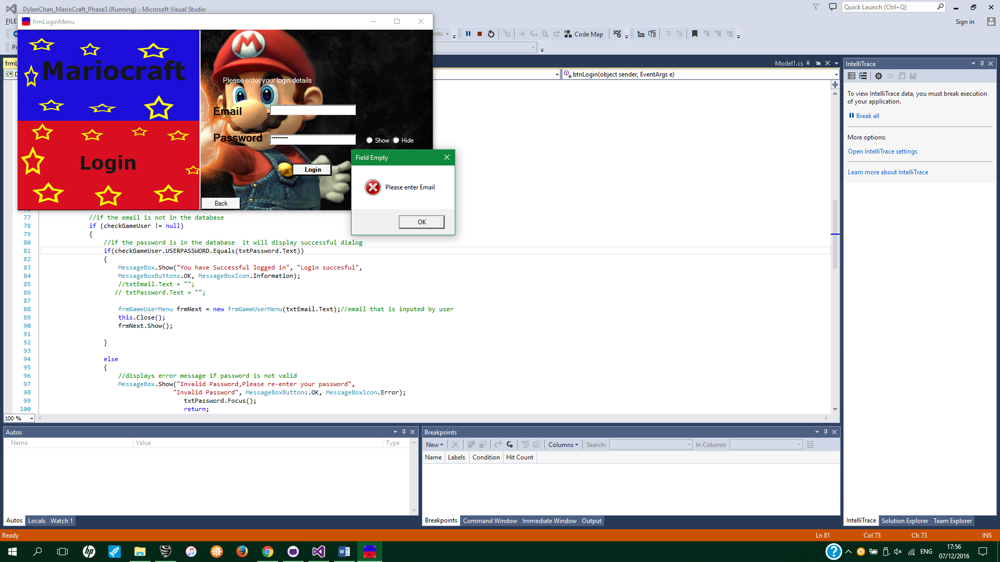 DylanChan_MarioCraft_Phase3 (Running) - Microsoft Visual Studio
Quick Launch (Ctrl+Q)
FILE
Sign in
frmLoginMenu
Code Map
Mariocraft
Login
Please enter your login details
Email
Password
********
Show
Hide
Login
Back
Field Empty
Please enter Email
OK
Model1.cs
btnLogin(object sender, EventArgs e)
77 //if the email is not in the database
78 if (checkGameUser != null)
79 {
80 //if the password is in the database  it will display successful dialog
81 if(checkGameUser.USERPASSWORD.Equals(txtPassword.Text))
82 {
83 MessageBox.Show("You have Successful logged in", "Login succesful",
84 MessageBoxButtons.OK, MessageBoxIcon.Information);
85 //txtEmail.Text = "";
86 // txtPassword.Text = "";
87
88 frmGameUserMenu frmNext = new frmGameUserMenu(txtEmail.Text);//email that is inputed by user
89 this.Close();
90 frmNext.Show();
91
92 }
93
94 else
95 {
96 //displays error message if password is not valid
97 MessageBox.Show("Invalid Password,Please re-enter your password",
98 "Invalid Password", MessageBoxButtons.OK, MessageBoxIcon.Error);
99 txtPassword.Focus();
100 return;
100 %
IntelliTrace
To view IntelliTrace data, you must break execution
of your application.
Break all
More options:
Open IntelliTrace settings
Learn more about IntelliTrace
Autos
Name Value Type
Autos Locals Watch 1
Breakpoints
New Columns Search: In Column:
Name Labels Condition Hit Count
Breakpoints Command Window Immediate Window Output
IntelliTrace Solution Explorer Team Explorer
Ready
Ln 81 Col 73 Ch 73 INS
ENG
17:56
07/12/2016